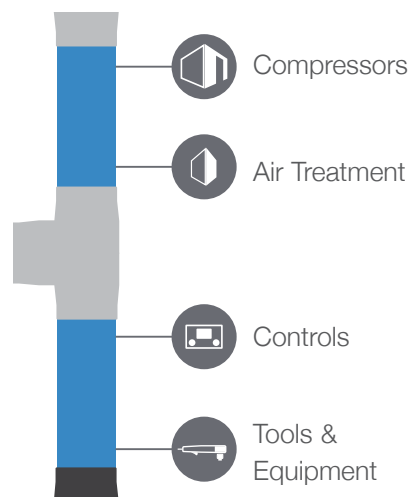 Compressors
Air Treatment
Controls
Tools &
Equipment